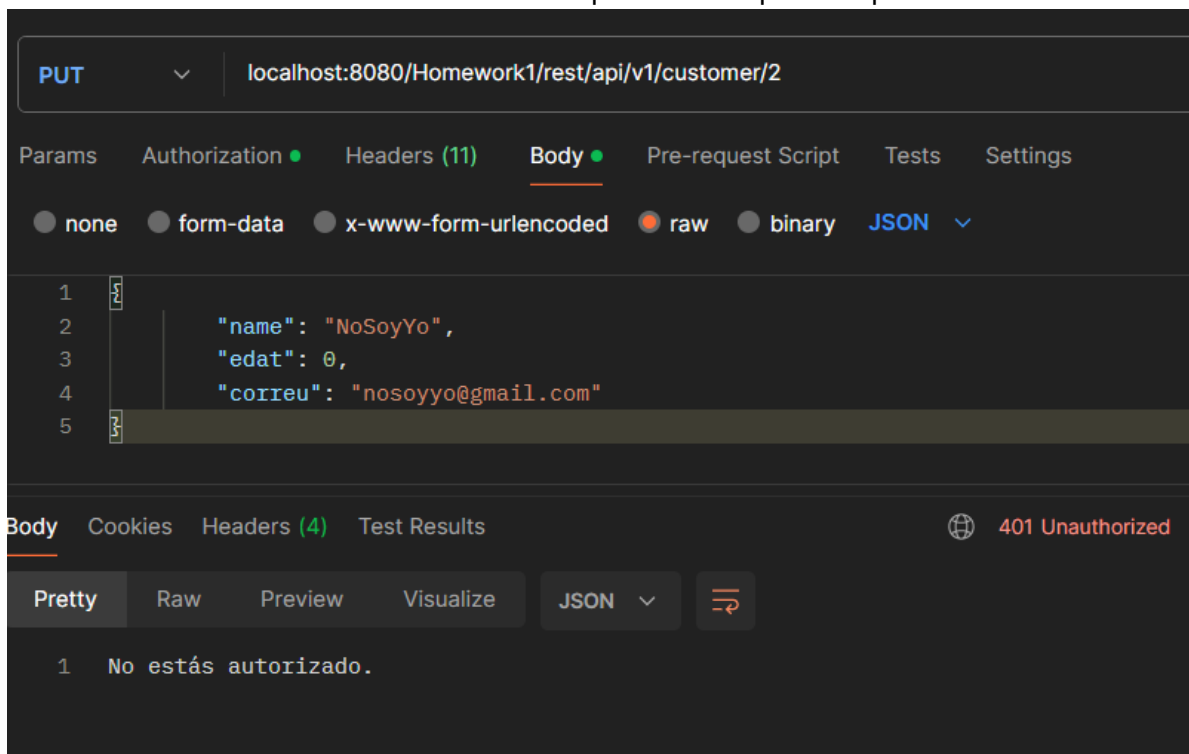 PUT localhost:8080/Homework1/rest/api/v1/customer/2
Params Authorization Headers (11) Body Pre-request Script Tests Settings
none form-data x-www-form-urlencoded raw binary JSON
1 {
2 "name": "NoSoyYo",
3 "edat": 0,
4 "correu": "nosoyyo@gmail.com"
5 }
Body Cookies Headers (4) Test Results 401 Unauthorized
Pretty Raw Preview Visualize JSON
1 No estás autorizado.